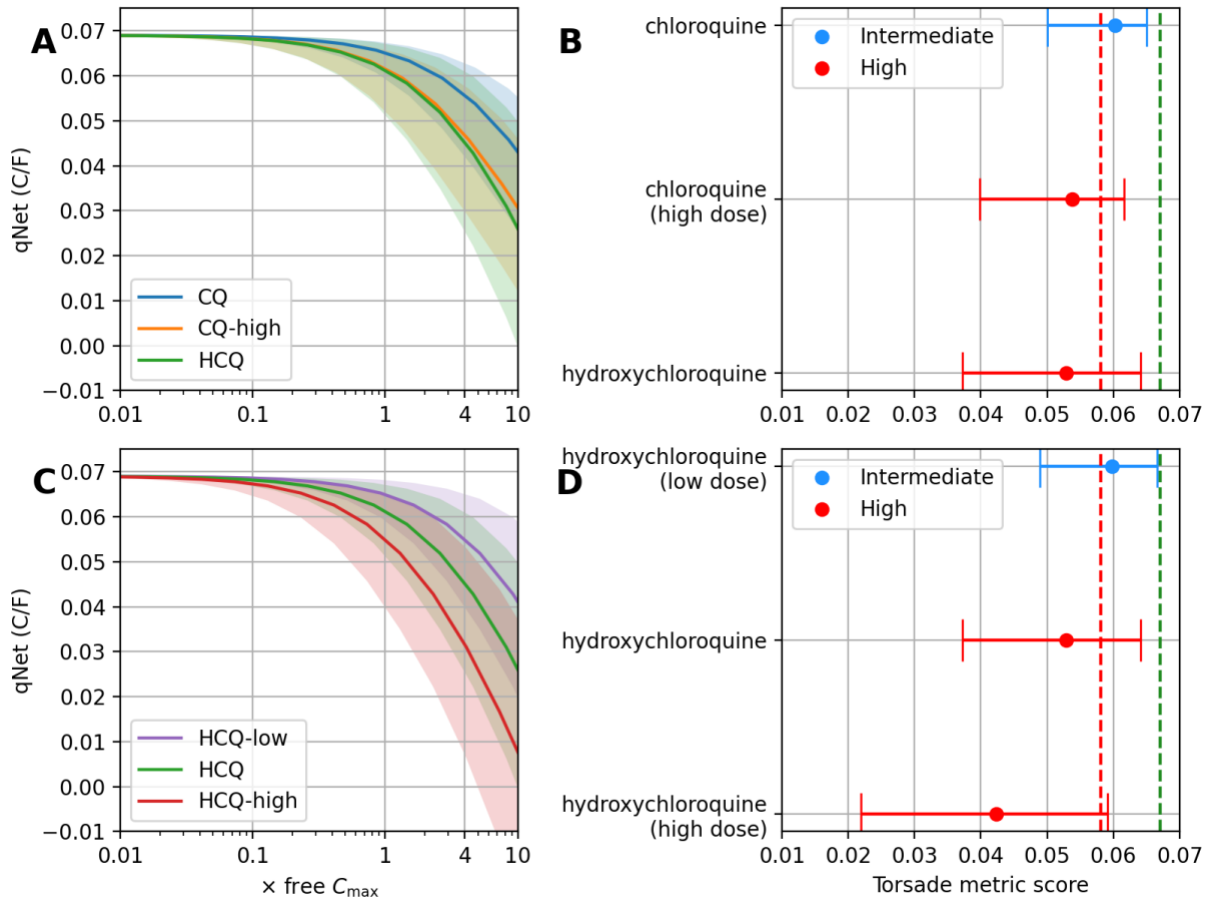 A
qNet (C/F)
0.07
0.06
0.05
0.04
0.03
0.02
0.01
0.00
−0.01
CQ
CQ-high
HCQ
0.01
0.1
1
4
10
B
chloroquine
chloroquine
(high dose)
hydroxychloroquine
Intermediate
High
0.01
0.02
0.03
0.04
0.05
0.06
0.07
C
qNet (C/F)
0.07
0.06
0.05
0.04
0.03
0.02
0.01
0.00
−0.01
HCQ-low
HCQ
HCQ-high
0.01
0.1
1
4
10
× free Cmax
D
hydroxychloroquine
(low dose)
hydroxychloroquine
hydroxychloroquine
(high dose)
Intermediate
High
0.01
0.02
0.03
0.04
0.05
0.06
0.07
Torsade metric score